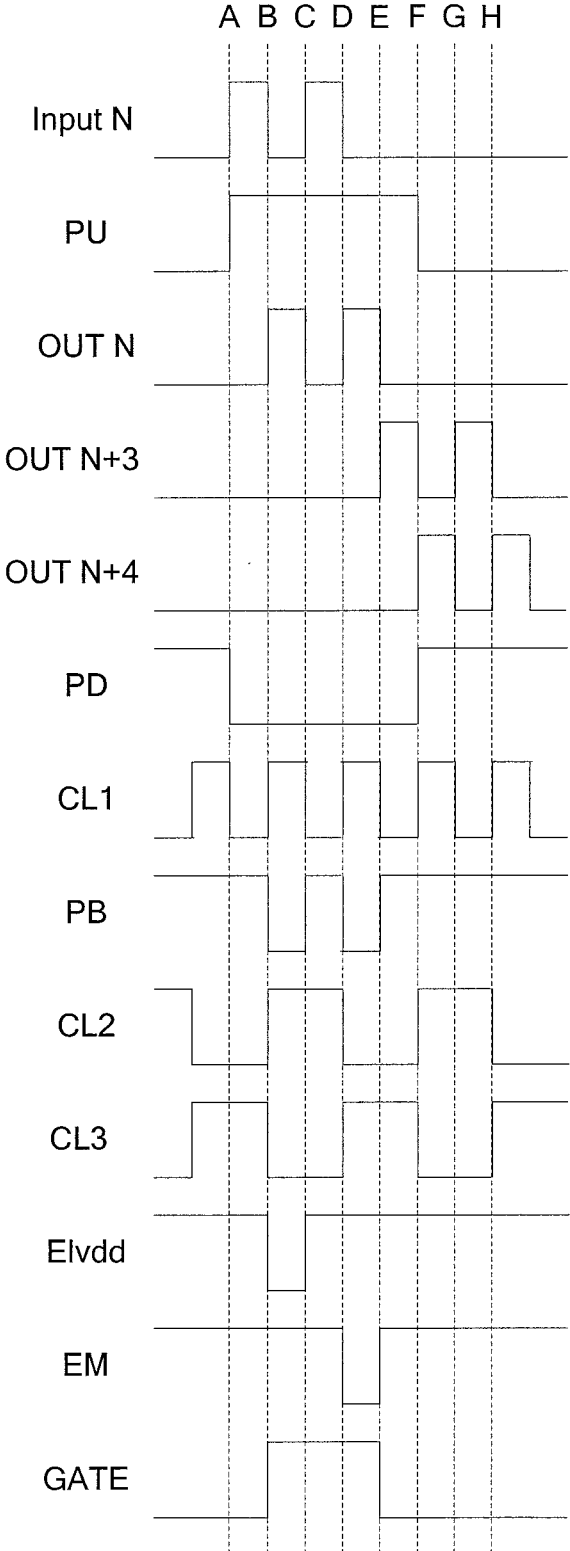 A B C D E F G H
Input N
PU
OUT N
OUT N+3
OUT N+4
PD
CL1
PB
CL2
CL3
Elvdd
EM
GATE